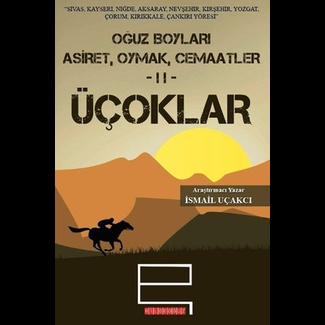 "SİVAS, KAYSERİ, NİĞDE, AKSARAY, NEVŞEHİR, KIRŞEHİR, YOZGAT,
ÇORUM, KIRIKKALE, ÇANKIRI YÖRESİ"
OĞUZ BOYLARI
ASİRET, OYMAK, CEMAATLER
- II -
ÜÇOKLAR
Araştırmacı Yazar
İSMAİL UÇAKCI